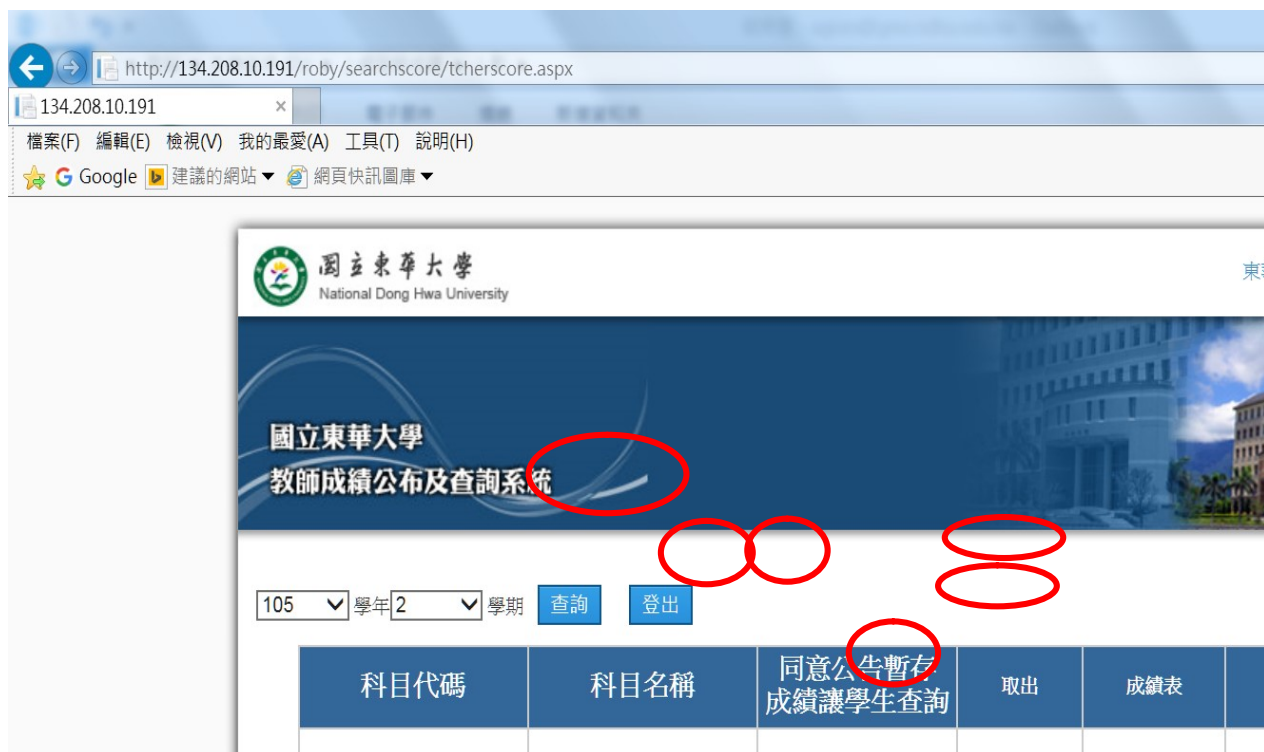 http://134.208.10.191/roby/searchscore/tcherscore.aspx
134.208.10.191 ×
檔案(F) 編輯(E) 檢視(V) 我的最愛(A) 工具(T) 說明(H)
G Google 建議的網站 網頁快訊圖庫
國立東華大學
National Dong Hwa University
國立東華大學
教師成績公布及查詢系統
105 學年 2 學期 查詢 登出
科目代碼 科目名稱 同意公告暫存 取出 成績表
成績讓學生查詢